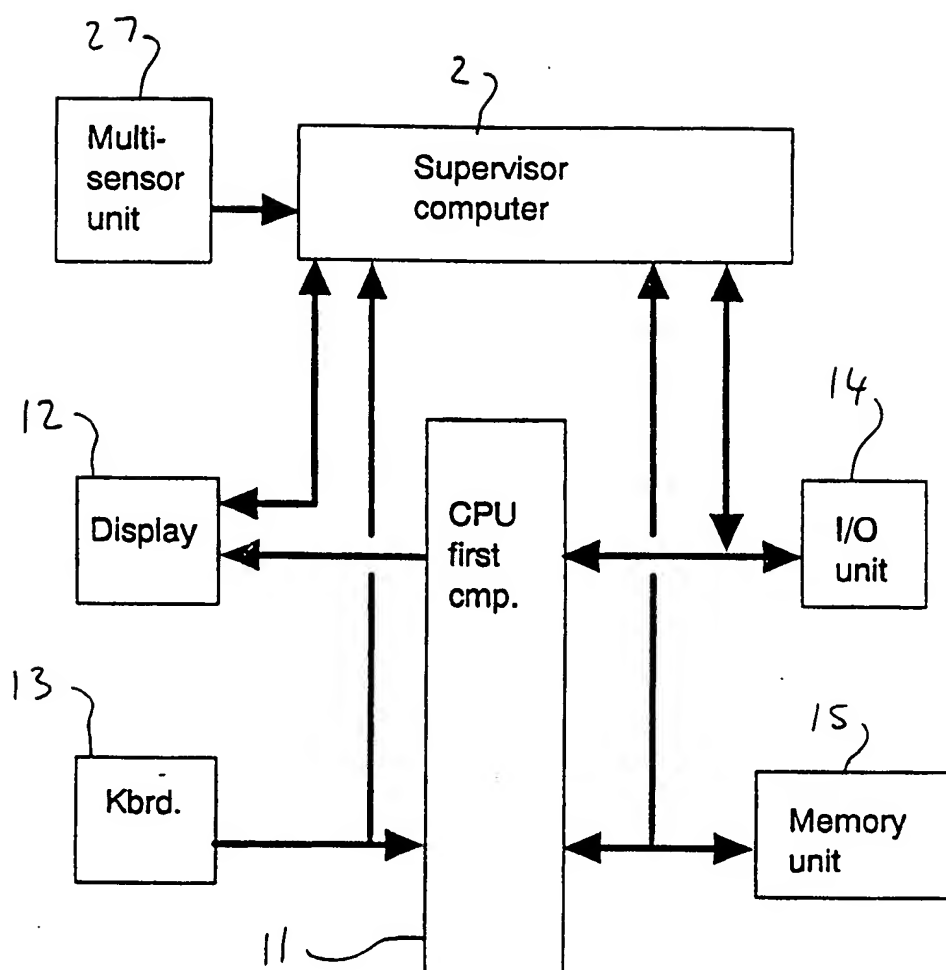 27
2
Multi-
sensor
unit
Supervisor
computer
12
14
Display
CPU
first
cmp.
I/O
unit
13
15
Kbrd.
Memory
unit
11